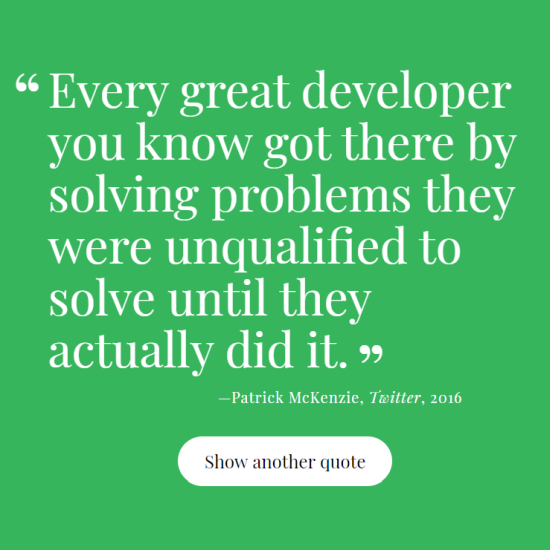 “ Every great developer
you know got there by
solving problems they
were unqualified to
solve until they
actually did it. ”
—Patrick McKenzie, Twitter, 2016
Show another quote